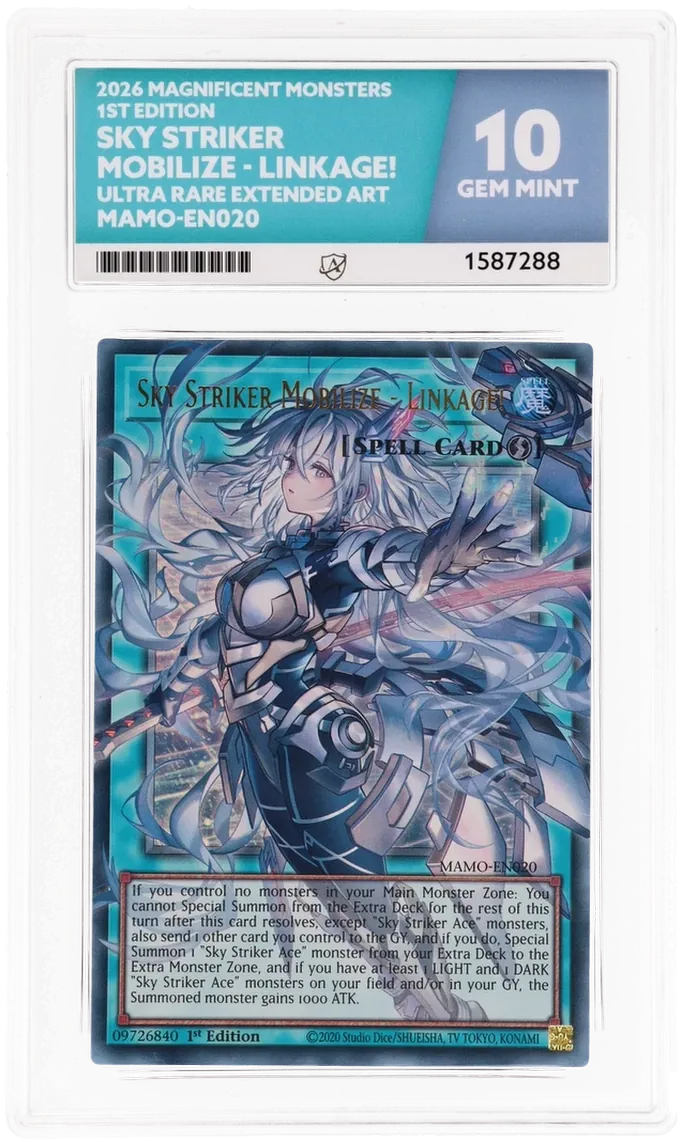 2026 MAGNIFICENT MONSTERS
1ST EDITION
SKY STRIKER
MOBILIZE - LINKAGE!
ULTRA RARE EXTENDED ART
MAMO-EN020
10
GEM MINT
1587288
SKY STRIKER MOBILIZE - LINKAGE!
SPELL
魔
[SPELL CARD]
MAMO-EN020
If you control no monsters in your Main Monster Zone: You
cannot Special Summon from the Extra Deck for the rest of this
turn after this card resolves, except "Sky Striker Ace" monsters,
also send 1 other card you control to the GY, and if you do, Special
Summon 1 "Sky Striker Ace" monster from your Extra Deck to the
Extra Monster Zone, and if you have at least 1 LIGHT and 1 DARK
"Sky Striker Ace" monsters on your field and/or in your GY, the
Summoned monster gains 1000 ATK.
09726840 1st Edition ©2020 Studio Dice/SHUEISHA, TV TOKYO, KONAMI